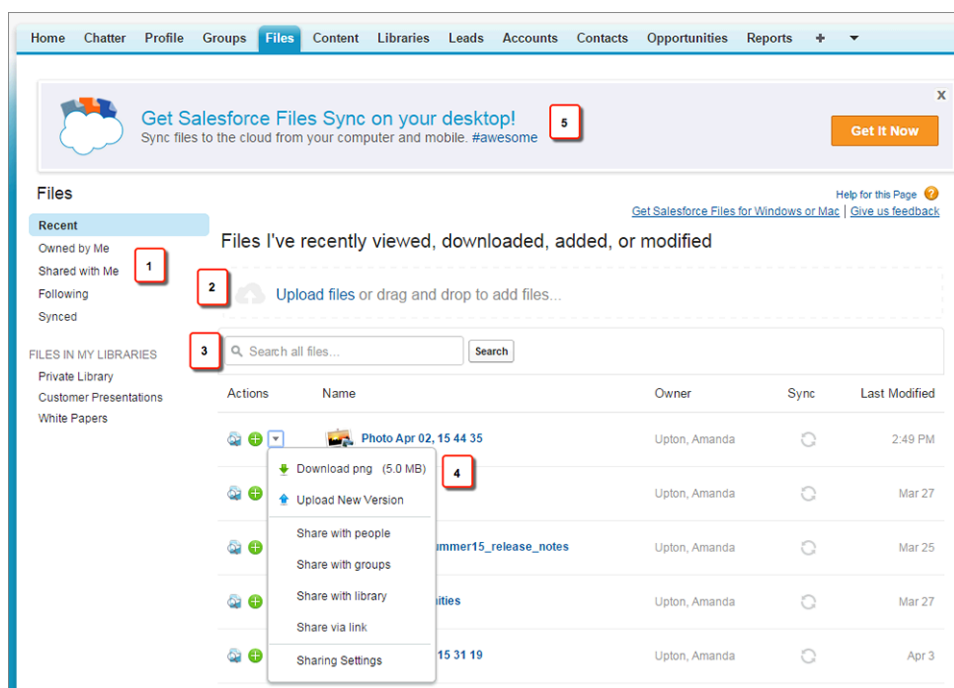 Home Chatter Profile Groups Files Content Libraries Leads Accounts Contacts Opportunities Reports +
X
Get Salesforce Files Sync on your desktop!
5
Sync files to the cloud from your computer and mobile. #awesome
Get It Now
Files
Help for this Page ?
Get Salesforce Files for Windows or Mac | Give us feedback
Recent
Owned by Me
Shared with Me
1
Following
Synced
FILES IN MY LIBRARIES
Private Library
Customer Presentations
White Papers
Files I've recently viewed, downloaded, added, or modified
2
Upload files or drag and drop to add files...
3
Search all files...
Search
Actions Name Owner Sync Last Modified
Photo Apr 02, 15 44 35 Upton, Amanda 2:49 PM
Download png (5.0 MB)
4
Upload New Version
Upton, Amanda Mar 27
Share with people
ummer15_release_notes Upton, Amanda Mar 25
Share with groups
Share with library
ities Upton, Amanda Mar 27
Share via link
15 31 19 Upton, Amanda Apr 3
Sharing Settings